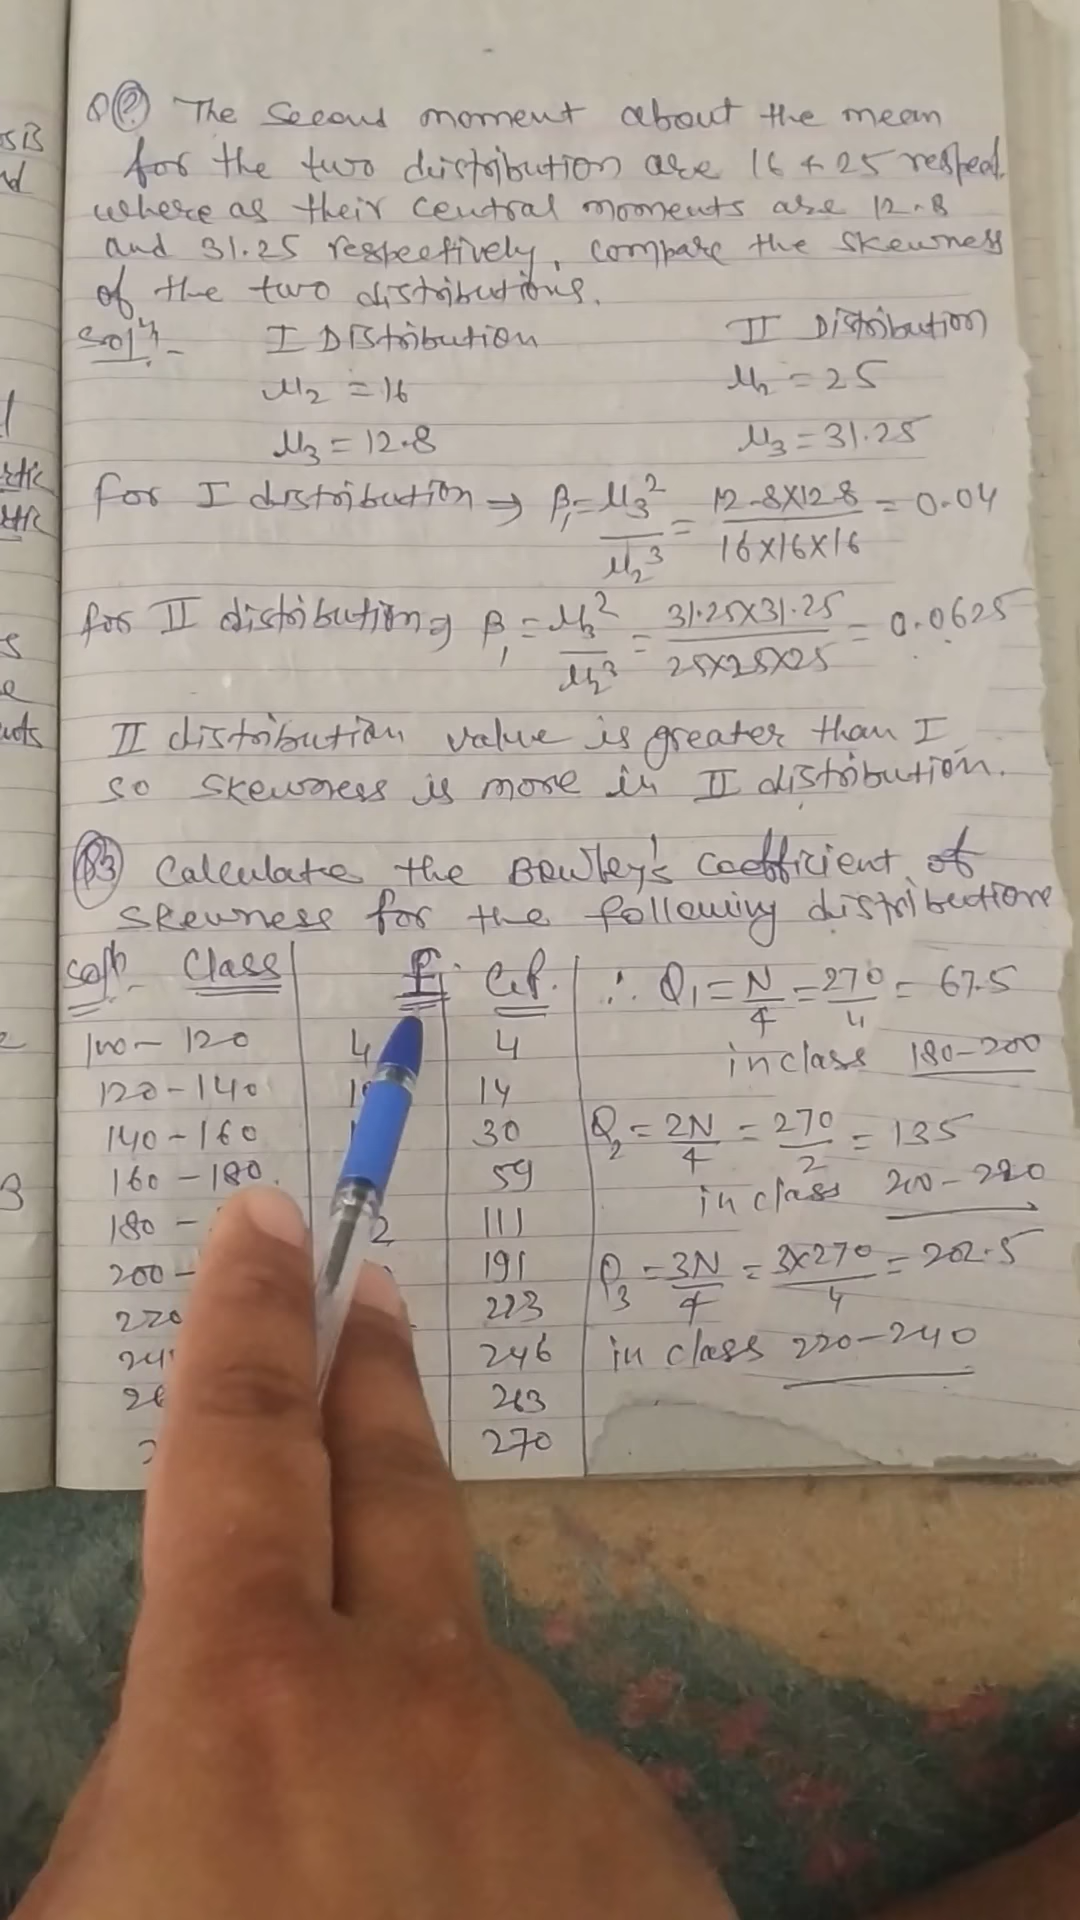 Q② The Second moment about the mean
for the two distribution are 16 & 25 respect.
where as their central moments are 12.8
and 31.25 respectively, compare the skewness
of the two distributions.
Solⁿ:-
I Distribution
II Distribution
μ₂ = 16
μ₂ = 25
μ₃ = 12.8
μ₃ = 31.25
for I distribution → β₁ = μ₃²/μ₂³ = 12.8×12.8/16×16×16 = 0.04
for II distribution → β₁ = μ₃²/μ₂³ = 31.25×31.25/25×25×25 = 0.0625
II distribution value is greater than I
so skewness is more in II distribution.
Q3 Calculate the Bowley's coefficient of
skewness for the following distribution
Solⁿ- Class f C.f.
100 - 120 4 4
120 - 140 14
140 - 160 30
160 - 180 59
180 - 2 111
200 - 191
220 223
246
263
270
∴ Q₁ = N/4 = 270/4 = 67.5
in class 180-200
Q₂ = 2N/4 = 270/2 = 135
in class 200-220
Q₃ = 3N/4 = 3×270/4 = 202.5
in class 220-240